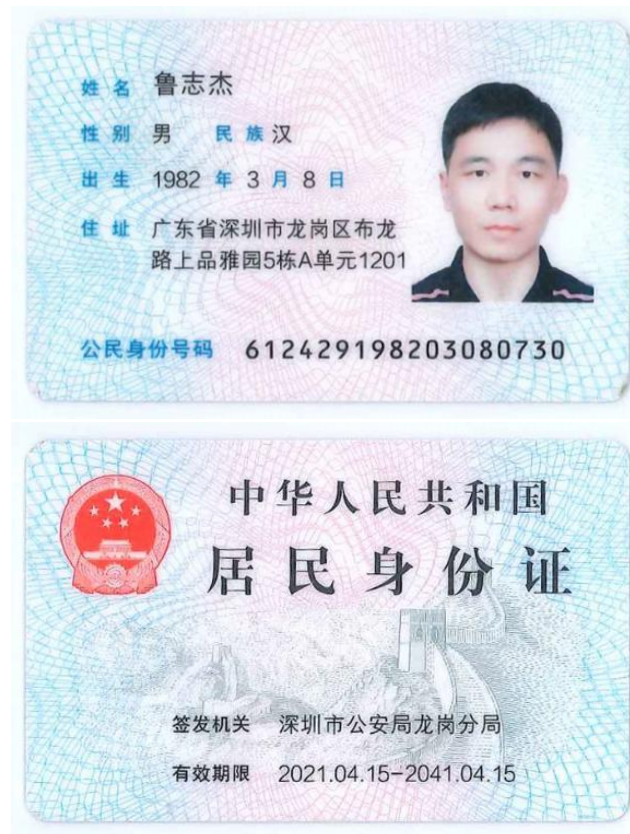 姓名 鲁志杰
性别 男 民族 汉
出生 1982 年 3 月 8 日
住址 广东省深圳市龙岗区布龙
路上品雅园5栋A单元1201
公民身份号码 612429198203080730
中华人民共和国
居民身份证
签发机关 深圳市公安局龙岗分局
有效期限 2021.04.15-2041.04.15